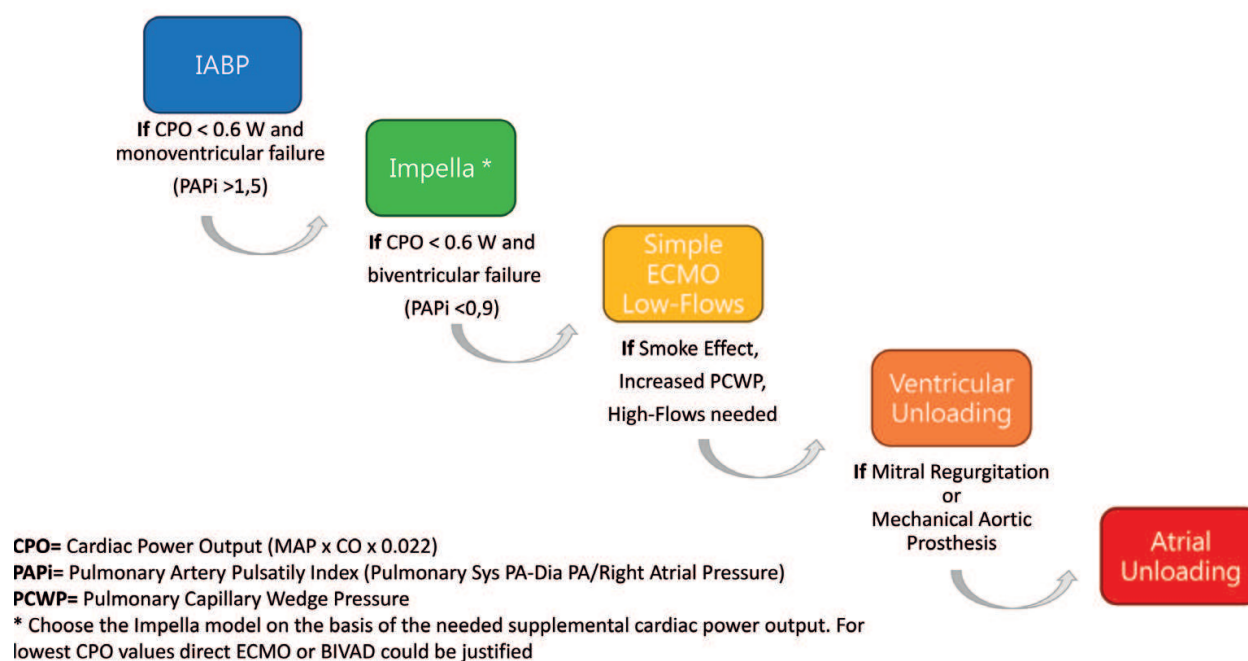 IABP
If CPO < 0.6 W and
monoventricular failure
(PAPi >1,5)
Impella *
If CPO < 0.6 W and
biventricular failure
(PAPi <0,9)
Simple
ECMO
Low-Flows
If Smoke Effect,
Increased PCWP,
High-Flows needed
Ventricular
Unloading
If Mitral Regurgitation
or
Mechanical Aortic
Prosthesis
Atrial
Unloading
CPO= Cardiac Power Output (MAP x CO x 0.022)
PAPi= Pulmonary Artery Pulsatily Index (Pulmonary Sys PA-Dia PA/Right Atrial Pressure)
PCWP= Pulmonary Capillary Wedge Pressure
* Choose the Impella model on the basis of the needed supplemental cardiac power output. For
lowest CPO values direct ECMO or BIVAD could be justified